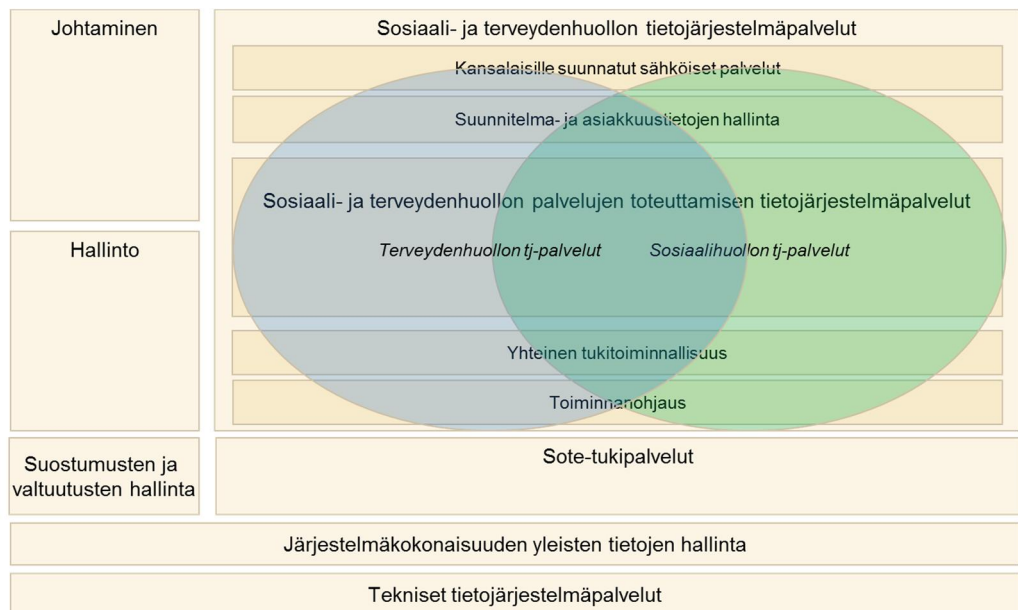 Johtaminen
Sosiaali- ja terveydenhuollon tietojärjestelmäpalvelut
Kansalaisille suunnatut sähköiset palvelut
Suunnitelma- ja asiakkuustietojen hallinta
Sosiaali- ja terveydenhuollon palvelujen toteuttamisen tietojärjestelmäpalvelut
Hallinto
Terveydenhuollon tj-palvelut
Sosiaalihuollon tj-palvelut
Yhteinen tukitoiminnallisuus
Toiminnanohjaus
Suostumusten ja
valtuutusten hallinta
Sote-tukipalvelut
Järjestelmäkokonaisuuden yleisten tietojen hallinta
Tekniset tietojärjestelmäpalvelut